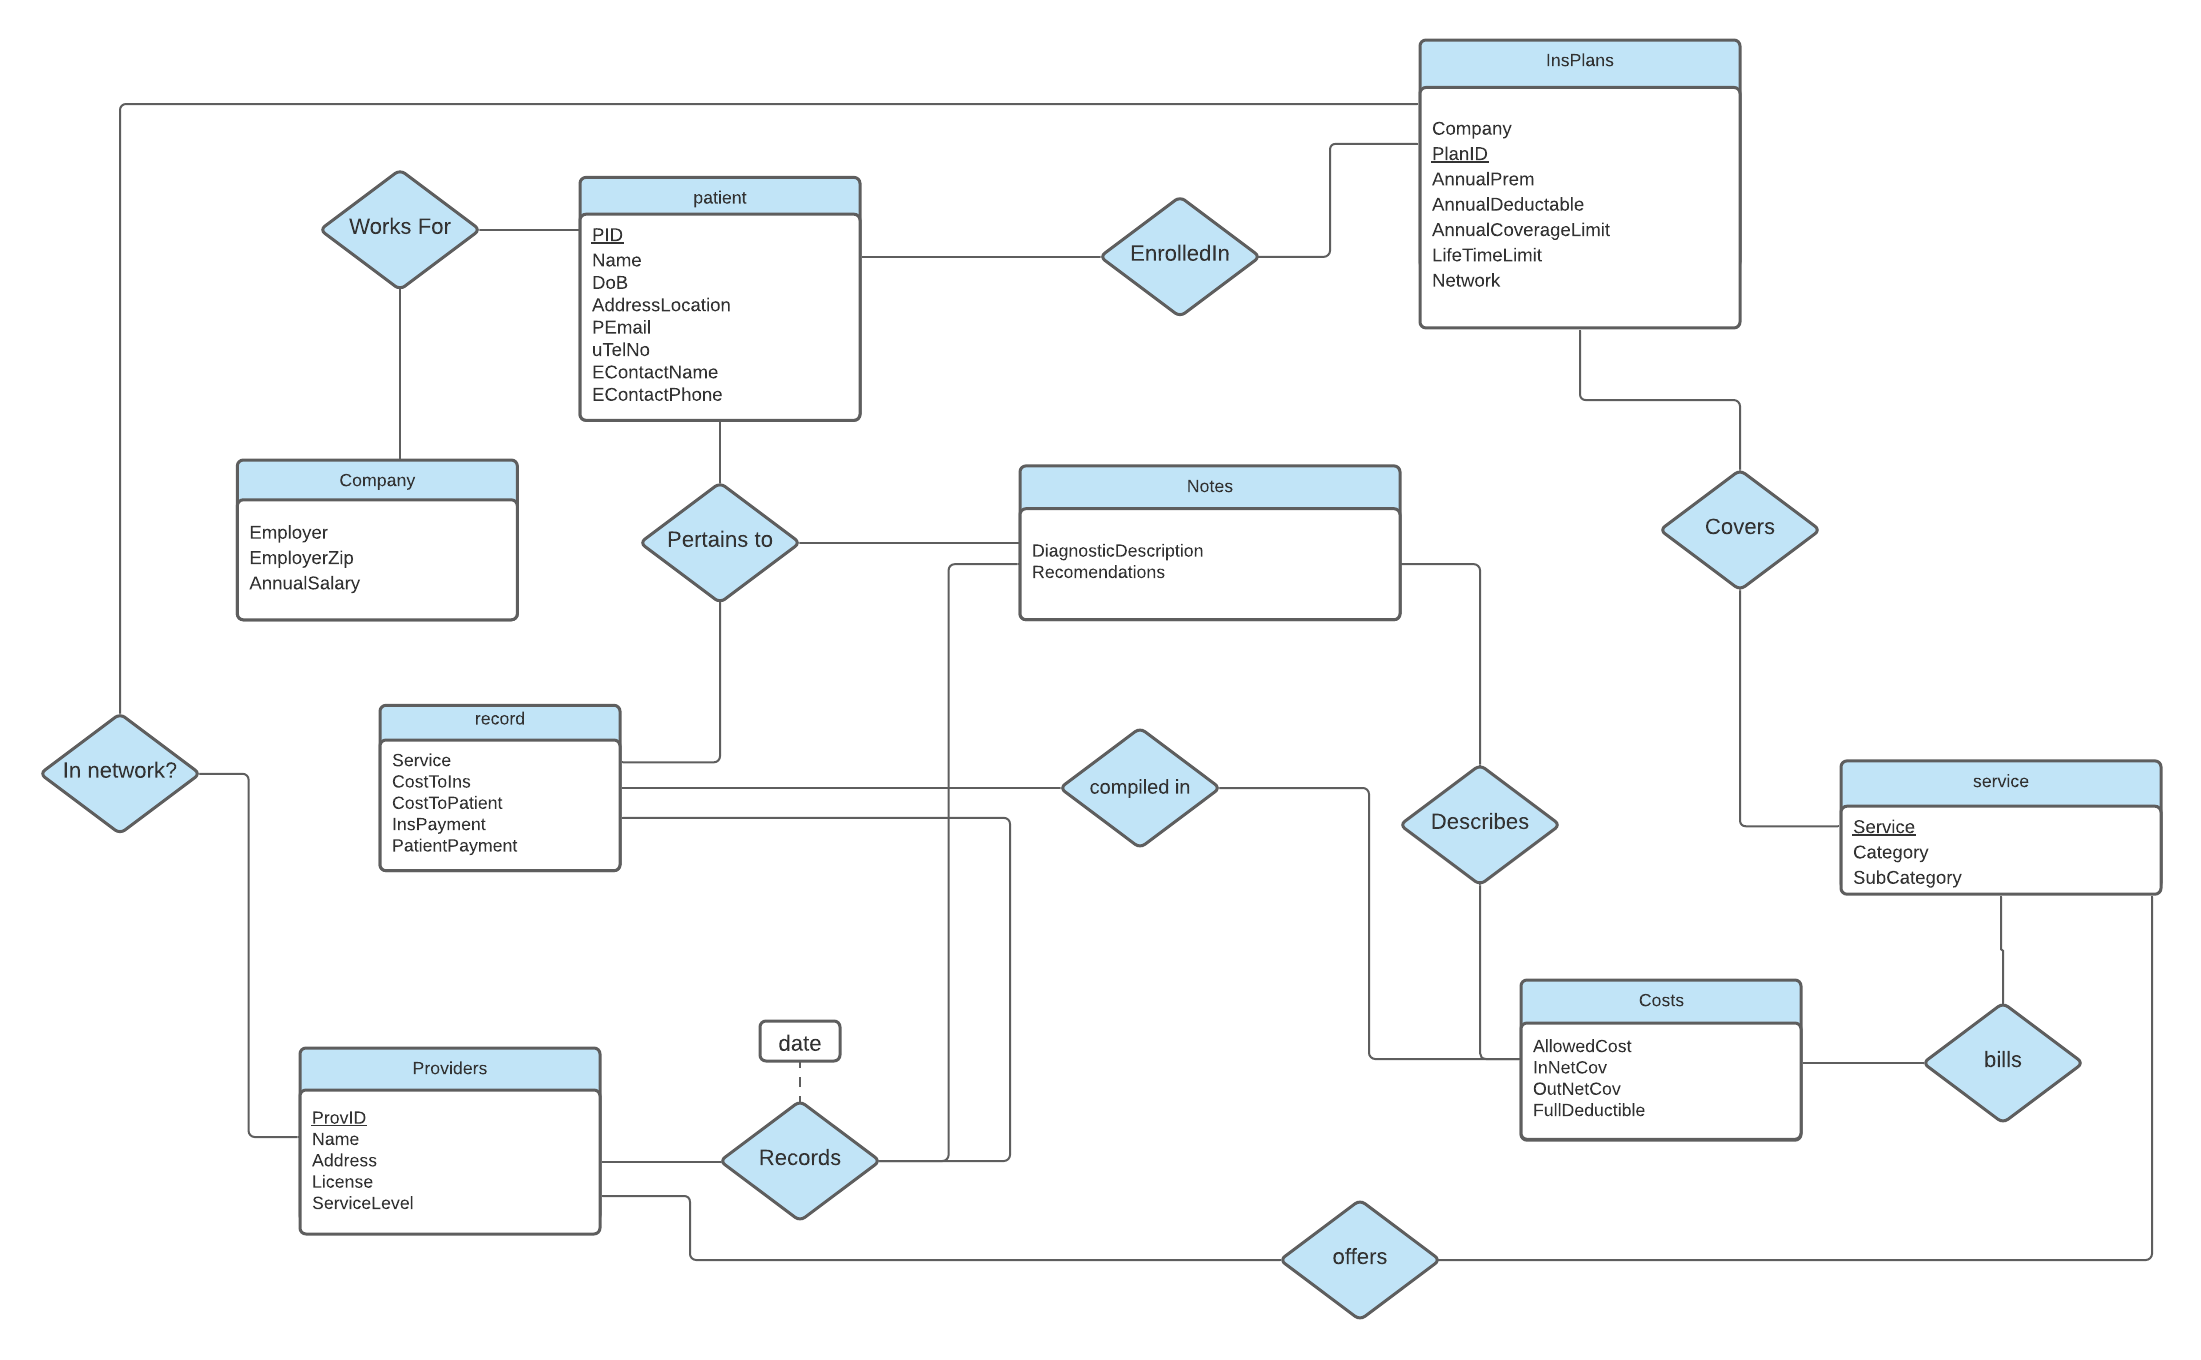 InsPlans
Company
PlanID
AnnualPrem
AnnualDeductable
AnnualCoverageLimit
LifeTimeLimit
Network
Works For
patient
PID
Name
DoB
AddressLocation
PEmail
uTelNo
EContactName
EContactPhone
EnrolledIn
Company
Employer
EmployerZip
AnnualSalary
Pertains to
Notes
DiagnosticDescription
Recomendations
Covers
In network?
record
Service
CostToIns
CostToPatient
InsPayment
PatientPayment
compiled in
Describes
service
Service
Category
SubCategory
Providers
ProvID
Name
Address
License
ServiceLevel
date
Records
Costs
AllowedCost
InNetCov
OutNetCov
FullDeductible
bills
offers